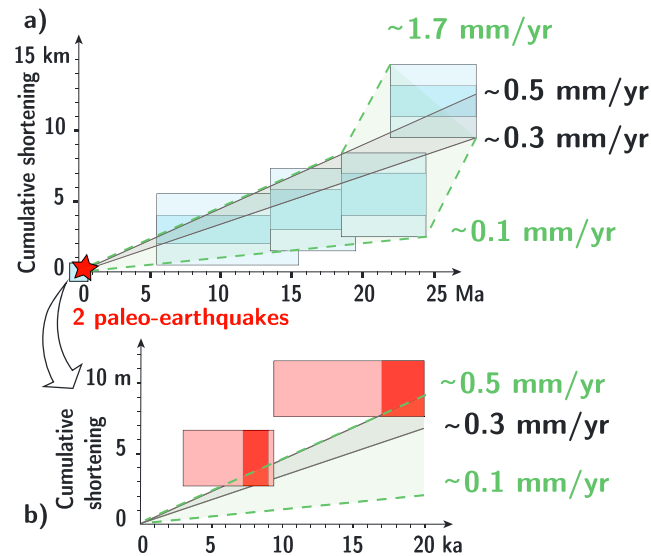 a)
~1.7 mm/yr
15 km
~0.5 mm/yr
10
~0.3 mm/yr
Cumulative shortening
5
~0.1 mm/yr
0
0 5 10 15 20 25 Ma
2 paleo-earthquakes
10 m
~0.5 mm/yr
~0.3 mm/yr
Cumulative
shortening
5
~0.1 mm/yr
b)
0
0 5 10 15 20 ka